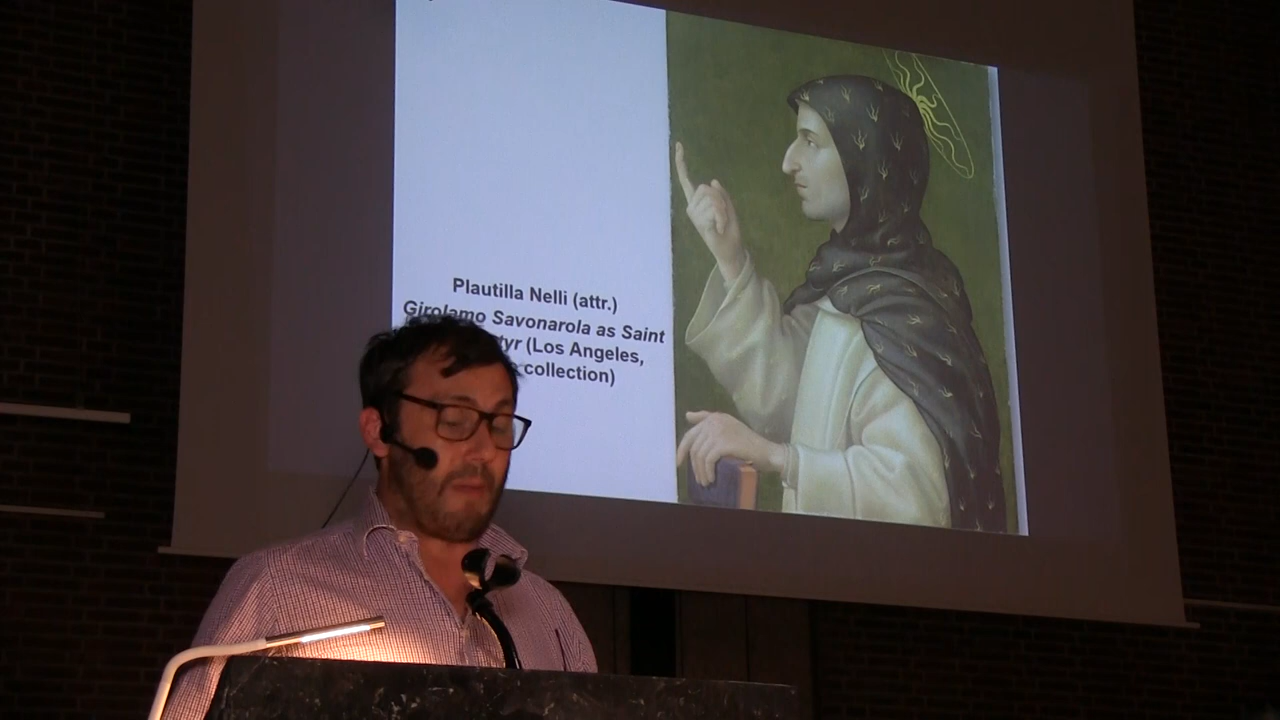 Plautilla Nelli (attr.)
Girolamo Savonarola as Saint
tyr (Los Angeles,
collection)